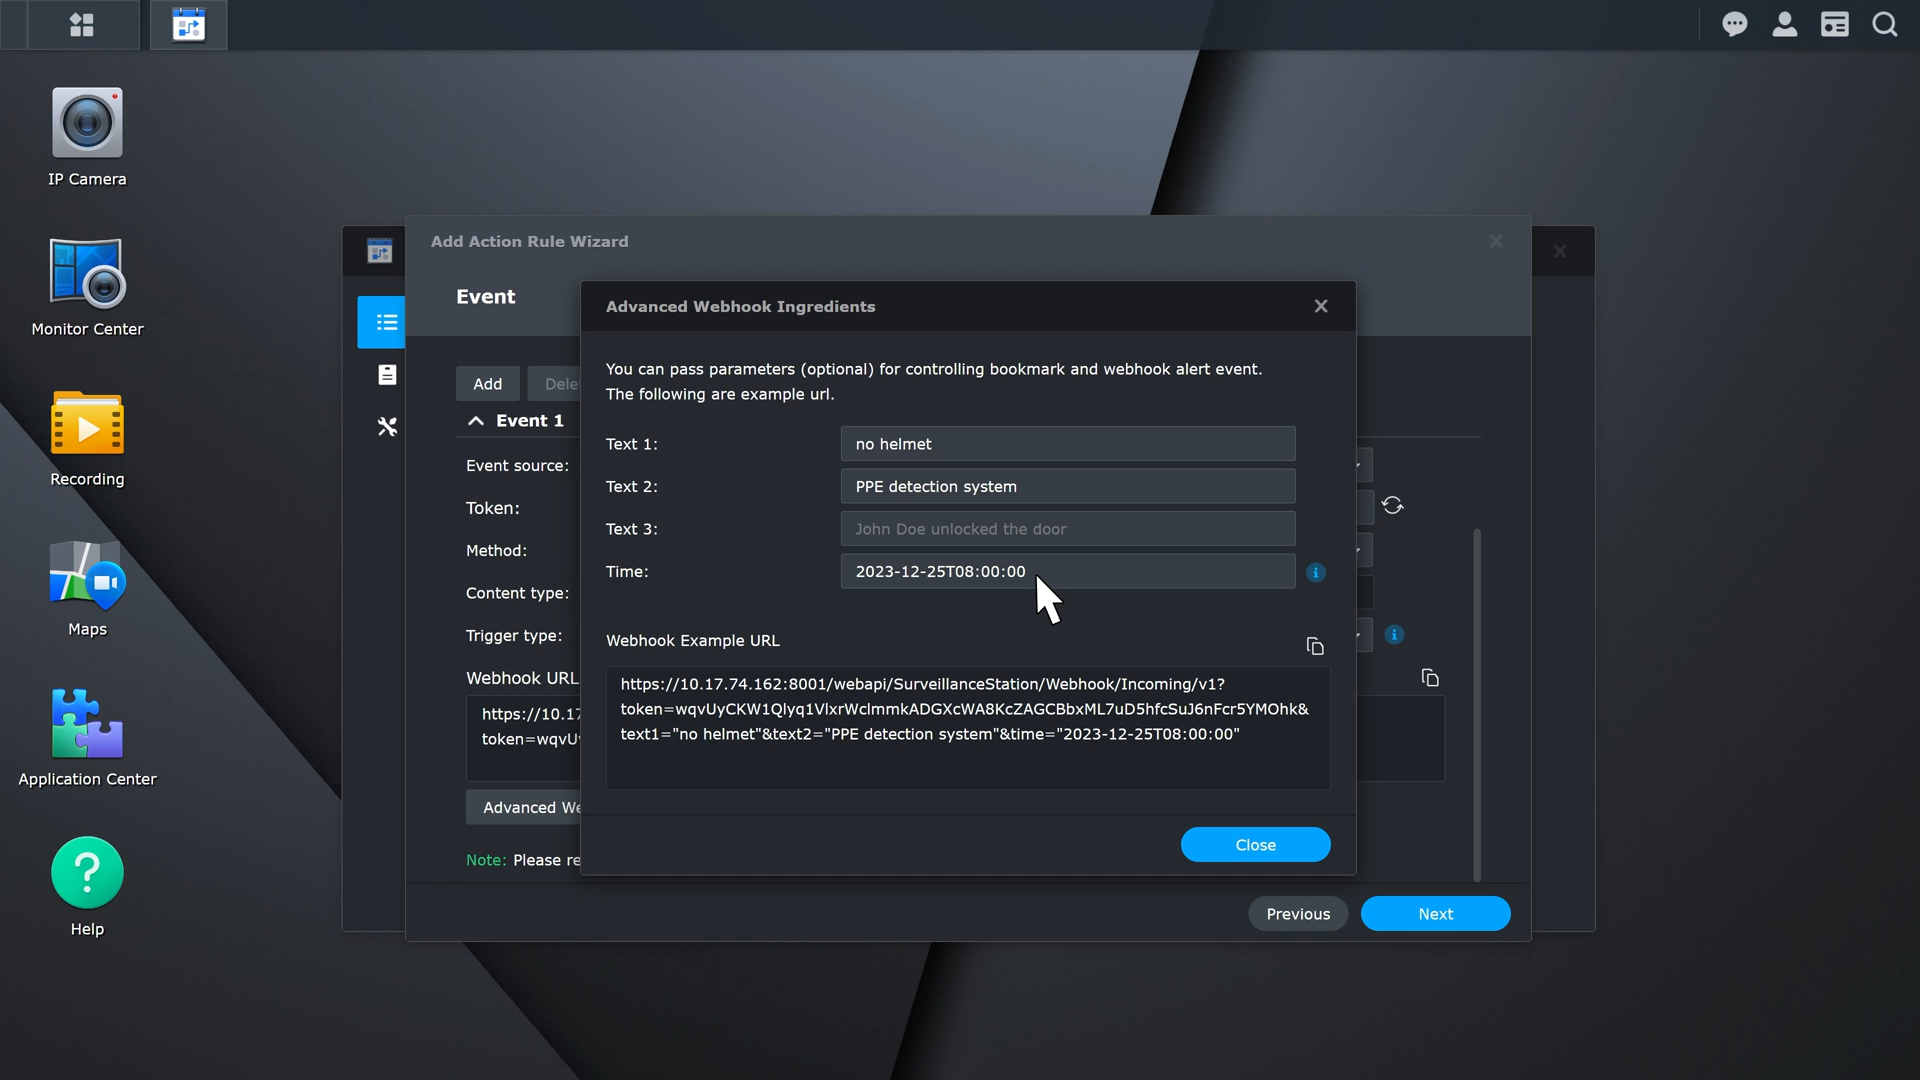 IP Camera
Monitor Center
Recording
Maps
Application Center
Help
Add Action Rule Wizard
Event
Add
Dele
Event 1
Event source:
Token:
Method:
Content type:
Trigger type:
Webhook URL
https://10.17
token=wqvU
Advanced We
Note: Please re
Previous
Next
Advanced Webhook Ingredients
You can pass parameters (optional) for controlling bookmark and webhook alert event.
The following are example url.
Text 1:
no helmet
Text 2:
PPE detection system
Text 3:
John Doe unlocked the door
Time:
2023-12-25T08:00:00
Webhook Example URL
https://10.17.74.162:8001/webapi/SurveillanceStation/Webhook/Incoming/v1?
token=wqvUyCKW1Qlyq1VlxrWclmmkADGXcWA8KcZAGCBbxML7uD5hfcSuJ6nFcr5YMOhk&
text1="no helmet"&text2="PPE detection system"&time="2023-12-25T08:00:00"
Close